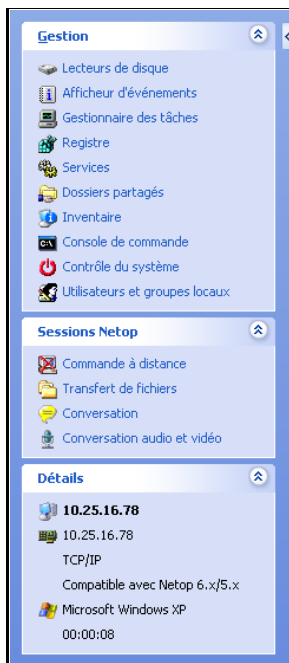 Gestion
Lecteurs de disque
Afficheur d'événements
Gestionnaire des tâches
Registre
Services
Dossiers partagés
Inventaire
Console de commande
Contrôle du système
Utilisateurs et groupes locaux
Sessions Netop
Commande à distance
Transfert de fichiers
Conversation
Conversation audio et vidéo
Détails
10.25.16.78
10.25.16.78
TCP/IP
Compatible avec Netop 6.x/5.x
Microsoft Windows XP
00:00:08